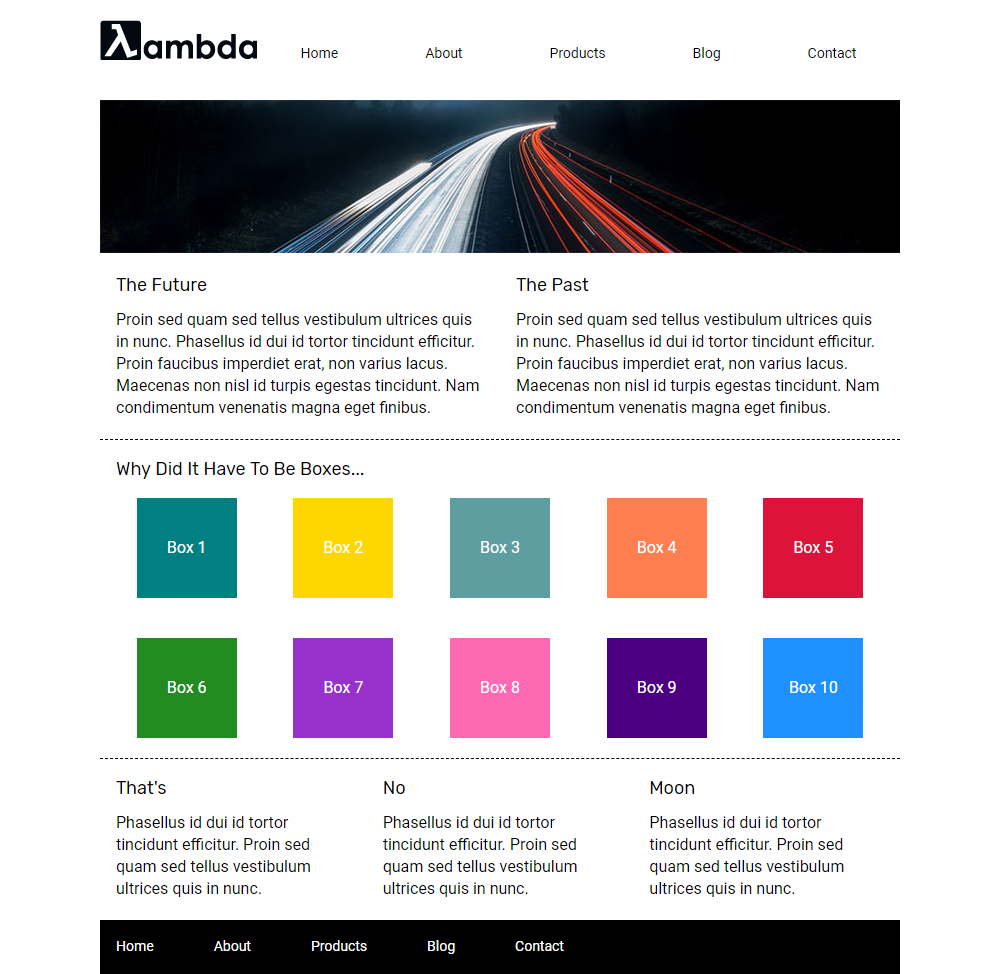 λambda
Home About Products Blog Contact
The Future
Proin sed quam sed tellus vestibulum ultrices quis
in nunc. Phasellus id dui id tortor tincidunt efficitur.
Proin faucibus imperdiet erat, non varius lacus.
Maecenas non nisl id turpis egestas tincidunt. Nam
condimentum venenatis magna eget finibus.
The Past
Proin sed quam sed tellus vestibulum ultrices quis
in nunc. Phasellus id dui id tortor tincidunt efficitur.
Proin faucibus imperdiet erat, non varius lacus.
Maecenas non nisl id turpis egestas tincidunt. Nam
condimentum venenatis magna eget finibus.
Why Did It Have To Be Boxes...
Box 1 Box 2 Box 3 Box 4 Box 5
Box 6 Box 7 Box 8 Box 9 Box 10
That's
Phasellus id dui id tortor
tincidunt efficitur. Proin sed
quam sed tellus vestibulum
ultrices quis in nunc.
No
Phasellus id dui id tortor
tincidunt efficitur. Proin sed
quam sed tellus vestibulum
ultrices quis in nunc.
Moon
Phasellus id dui id tortor
tincidunt efficitur. Proin sed
quam sed tellus vestibulum
ultrices quis in nunc.
Home About Products Blog Contact